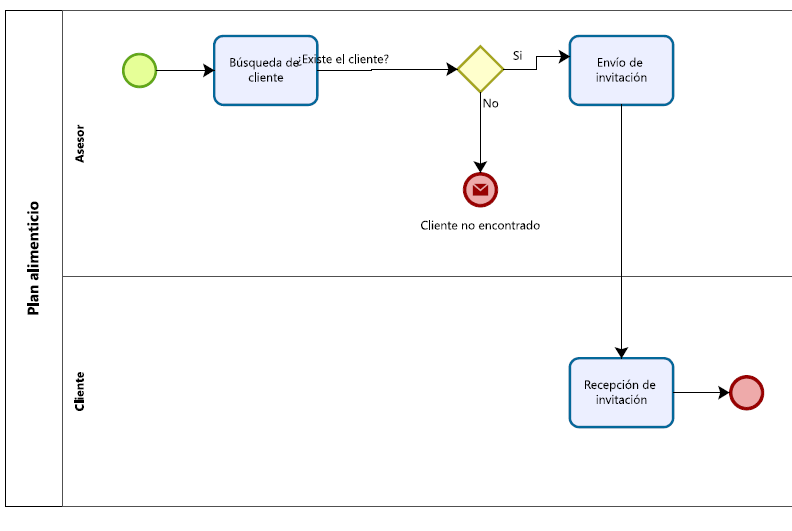 Plan alimenticio
Asesor
Búsqueda de
cliente
¿Existe el cliente?
Si
No
Envío de
invitación
Cliente no encontrado
Cliente
Recepción de
invitación